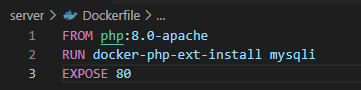 server > Dockerfile > ...
1 FROM php:8.0-apache
2 RUN docker-php-ext-install mysqli
3 EXPOSE 80